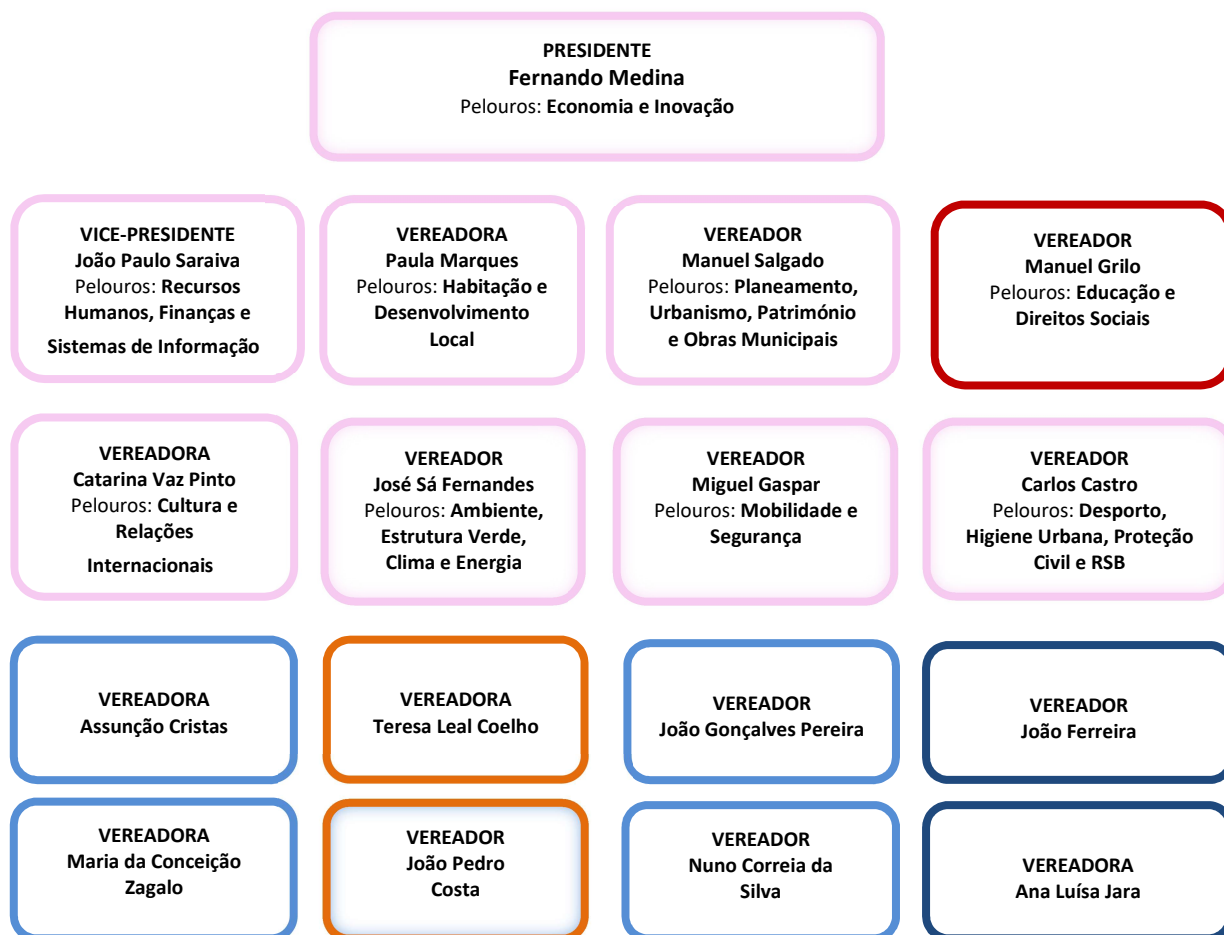 PRESIDENTE
Fernando Medina
Pelouros: Economia e Inovação
VICE-PRESIDENTE
João Paulo Saraiva
Pelouros: Recursos
Humanos, Finanças e
Sistemas de Informação
VEREADORA
Paula Marques
Pelouros: Habitação e
Desenvolvimento
Local
VEREADOR
Manuel Salgado
Pelouros: Planeamento,
Urbanismo, Património
e Obras Municipais
VEREADOR
Manuel Grilo
Pelouros: Educação e
Direitos Sociais
VEREADORA
Catarina Vaz Pinto
Pelouros: Cultura e
Relações
Internacionais
VEREADOR
José Sá Fernandes
Pelouros: Ambiente,
Estrutura Verde,
Clima e Energia
VEREADOR
Miguel Gaspar
Pelouros: Mobilidade e
Segurança
VEREADOR
Carlos Castro
Pelouros: Desporto,
Higiene Urbana, Proteção
Civil e RSB
VEREADORA
Assunção Cristas
VEREADORA
Teresa Leal Coelho
VEREADOR
João Gonçalves Pereira
VEREADOR
João Ferreira
VEREADORA
Maria da Conceição
Zagalo
VEREADOR
João Pedro
Costa
VEREADOR
Nuno Correia da
Silva
VEREADORA
Ana Luísa Jara